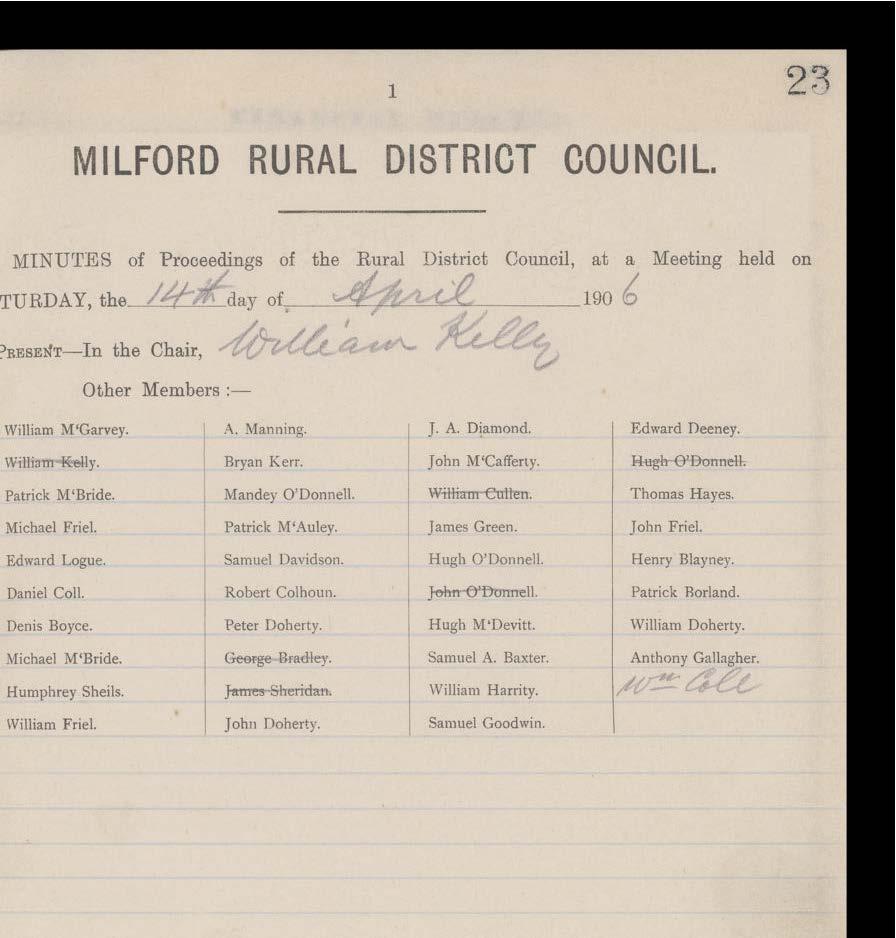 23
1
MILFORD RURAL DISTRICT COUNCIL.
MINUTES of Proceedings of the Rural District Council, at a Meeting held on
TURDAY, the 14th day of April 1906
PRESENT—In the Chair, William Kelly
Other Members :—
William M‘Garvey. A. Manning. J. A. Diamond. Edward Deeney.
William Kelly. Bryan Kerr. John M‘Cafferty. Hugh O’Donnell.
Patrick M‘Bride. Mandey O’Donnell. William Cullen. Thomas Hayes.
Michael Friel. Patrick M‘Auley. James Green. John Friel.
Edward Logue. Samuel Davidson. Hugh O’Donnell. Henry Blayney.
Daniel Coll. Robert Colhoun. John O’Donnell. Patrick Borland.
Denis Boyce. Peter Doherty. Hugh M‘Devitt. William Doherty.
Michael M‘Bride. George Bradley. Samuel A. Baxter. Anthony Gallagher.
Humphrey Sheils. James Sheridan. William Harrity. Wm Cole
William Friel. John Doherty. Samuel Goodwin.